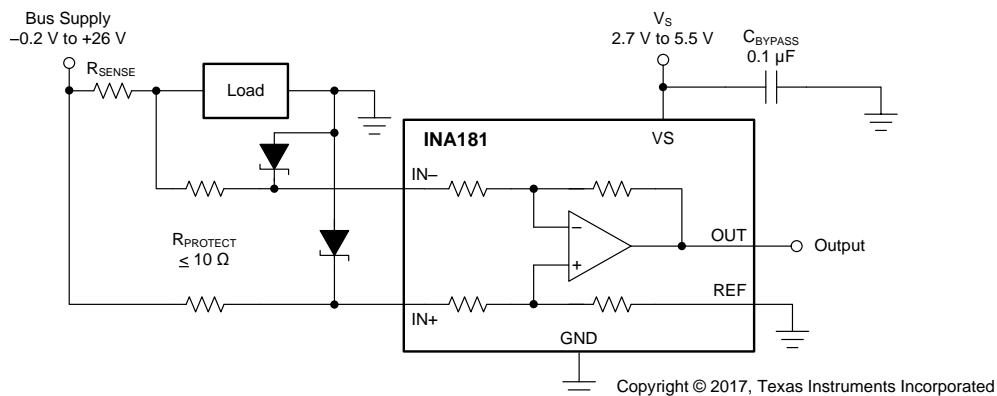 Bus Supply
–0.2 V to +26 V
RSENSE
Load
VS
2.7 V to 5.5 V
CBYPASS
0.1 µF
INA181
VS
IN–
RPROTECT
≤ 10 Ω
–
+
OUT
Output
REF
IN+
GND
Copyright © 2017, Texas Instruments Incorporated